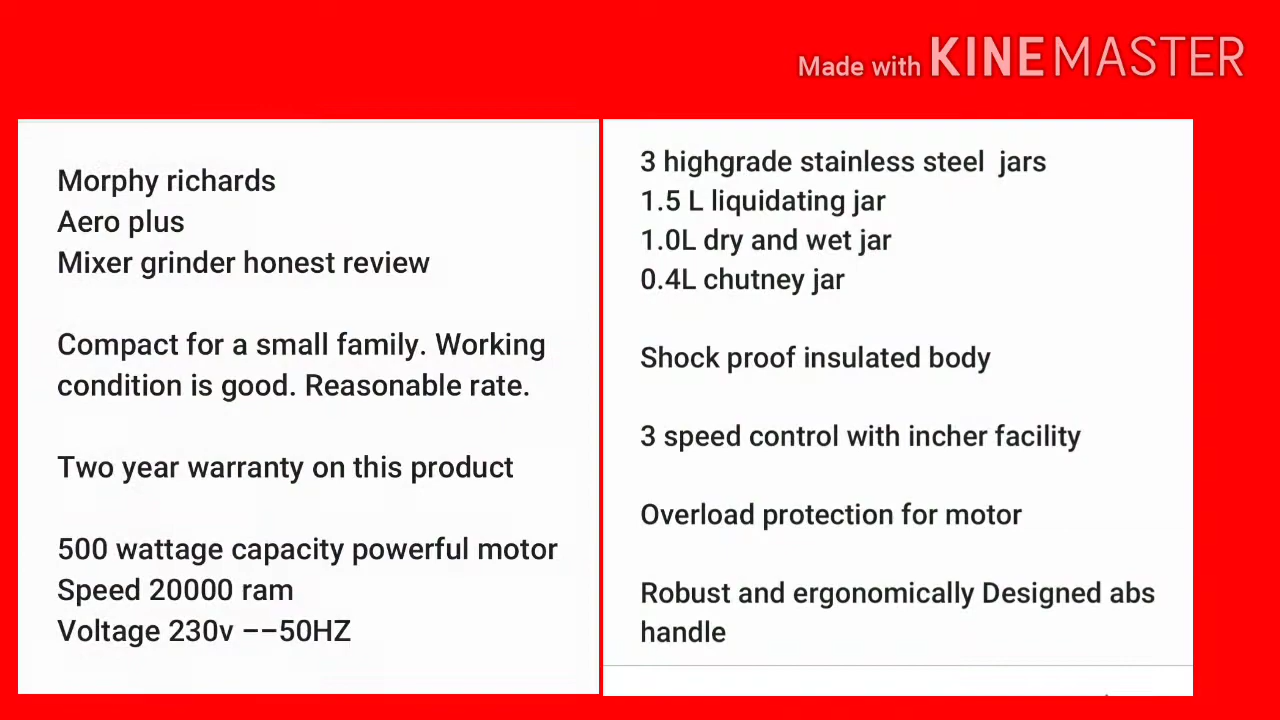 Made with KINEMASTER
Morphy richards
Aero plus
Mixer grinder honest review
Compact for a small family. Working
condition is good. Reasonable rate.
Two year warranty on this product
500 wattage capacity powerful motor
Speed 20000 ram
Voltage 230v −−50HZ
3 highgrade stainless steel jars
1.5 L liquidating jar
1.0L dry and wet jar
0.4L chutney jar
Shock proof insulated body
3 speed control with incher facility
Overload protection for motor
Robust and ergonomically Designed abs
handle